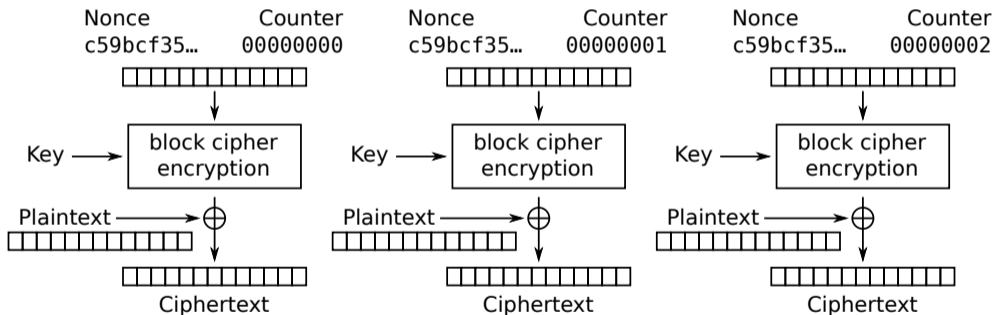 Nonce Counter Nonce Counter Nonce Counter
c59bcf35… 00000000 c59bcf35… 00000001 c59bcf35… 00000002
Key block cipher encryption Key block cipher encryption Key block cipher encryption
Plaintext Plaintext Plaintext
Ciphertext Ciphertext Ciphertext